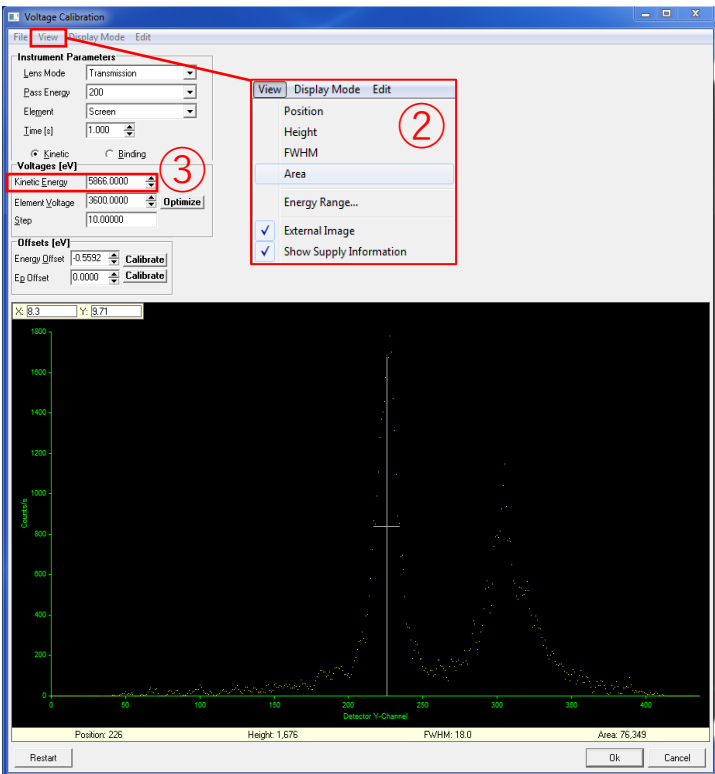 Voltage Calibration
File View Display Mode Edit
Instrument Parameters
Lens Mode Transmission
Pass Energy 200
Element Screen
Time [s] 1.000
Kinetic Binding
Voltages [eV]
Kinetic Energy 5866.0000
Element Voltage 3600.0000 Optimize
Step 10.00000
Offsets [eV]
Energy Offset -0.5592 Calibrate
Ep Offset 0.0000 Calibrate
③
View Display Mode Edit
②
Position
Height
FWHM
Area
Energy Range...
External Image
Show Supply Information
X: 8.3 Y: 9.71
1800
1600
1400
1200
1000
800
600
400
200
0
Counts/s
0 50 100 150 200 250 300 350 400
Detector Y-Channel
Position: 226 Height: 1,676 FWHM: 18.0 Area: 76,349
Restart Ok Cancel